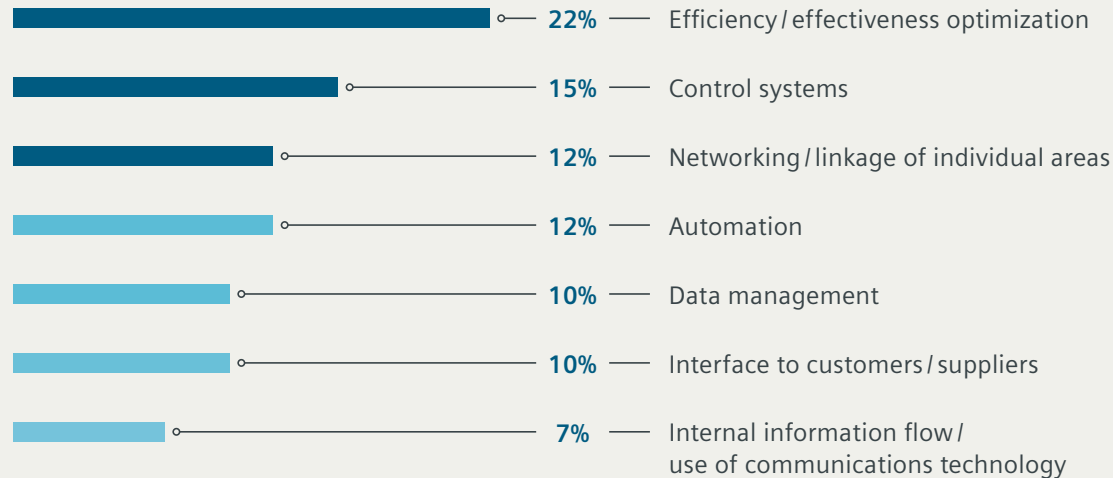 22% Efficiency / effectiveness optimization
15% Control systems
12% Networking / linkage of individual areas
12% Automation
10% Data management
10% Interface to customers / suppliers
7% Internal information flow /
use of communications technology